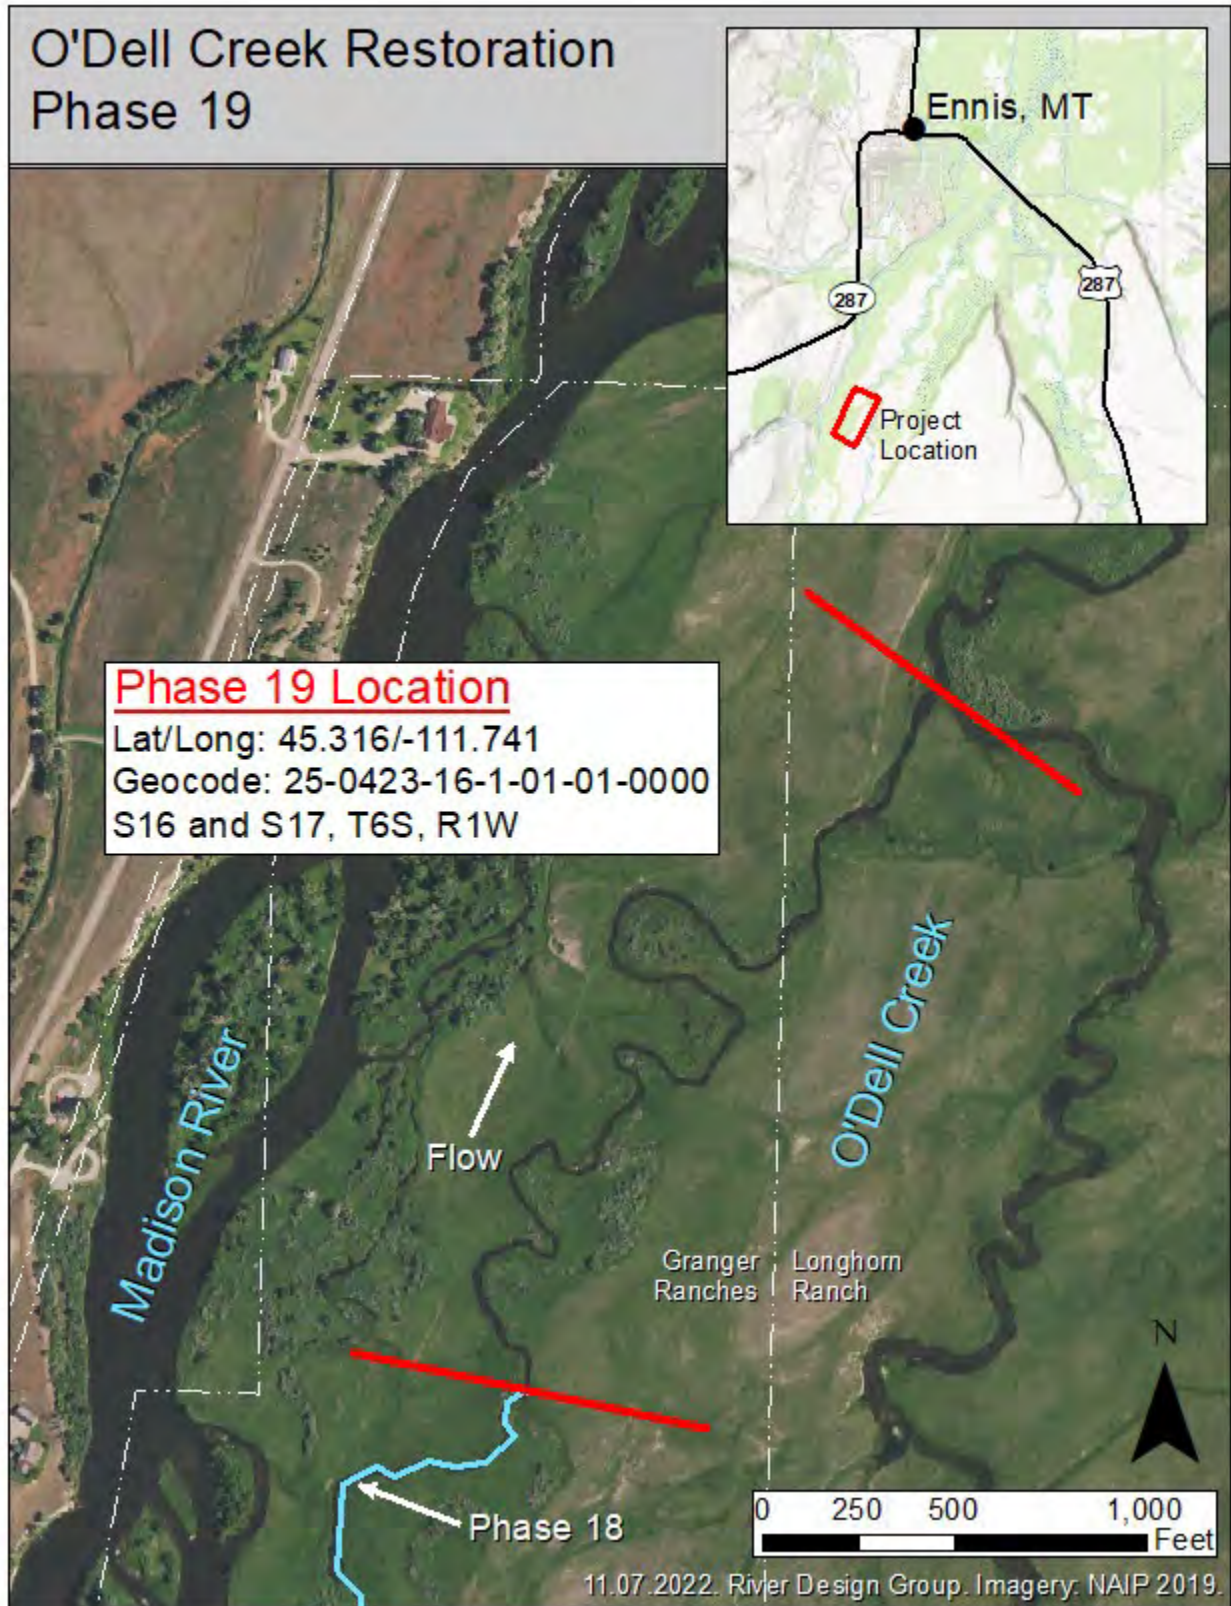 O'Dell Creek Restoration
Phase 19
Ennis, MT
287
287
Project
Location
Phase 19 Location
Lat/Long: 45.316/-111.741
Geocode: 25-0423-16-1-01-01-0000
S16 and S17, T6S, R1W
Madison River
Flow
O'Dell Creek
Granger
Ranches
Longhorn
Ranch
Phase 18
N
0 250 500 1,000
Feet
11.07.2022. River Design Group. Imagery: NAIP 2019.